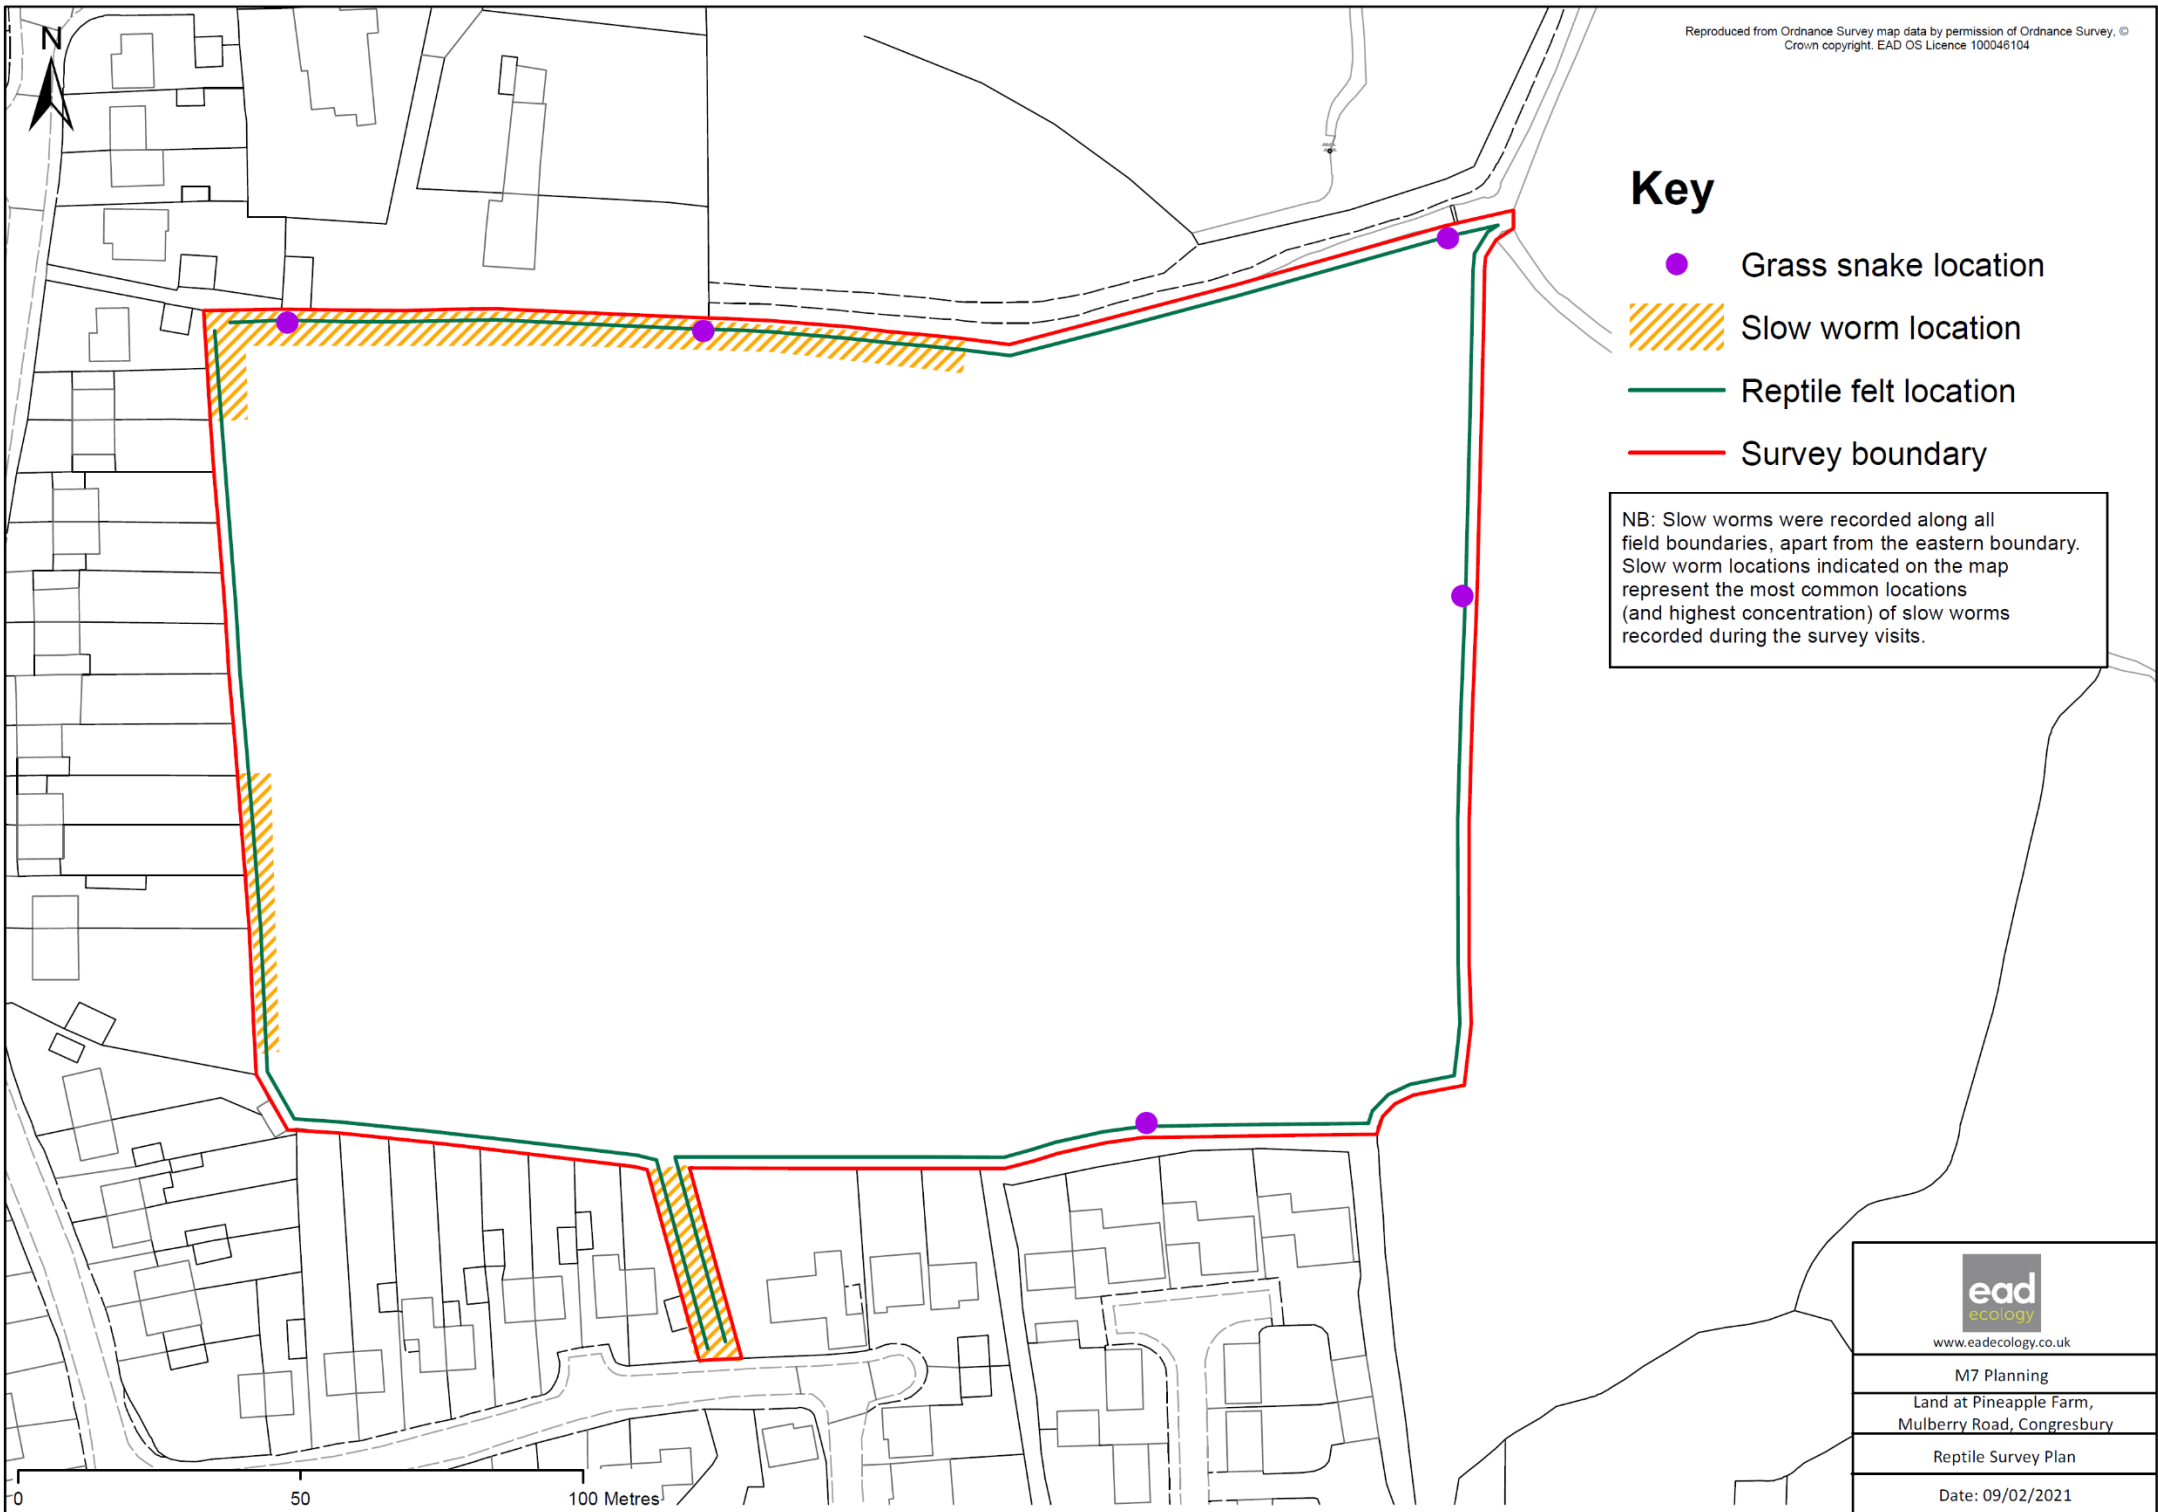 N
Reproduced from Ordnance Survey map data by permission of Ordnance Survey, ©
Crown copyright. EAD OS Licence 100046104
Key
Grass snake location
Slow worm location
Reptile felt location
Survey boundary
NB: Slow worms were recorded along all
field boundaries, apart from the eastern boundary.
Slow worm locations indicated on the map
represent the most common locations
(and highest concentration) of slow worms
recorded during the survey visits.
ead
ecology
www.eadecology.co.uk
M7 Planning
Land at Pineapple Farm,
Mulberry Road, Congresbury
Reptile Survey Plan
Date: 09/02/2021
0 50 100 Metres